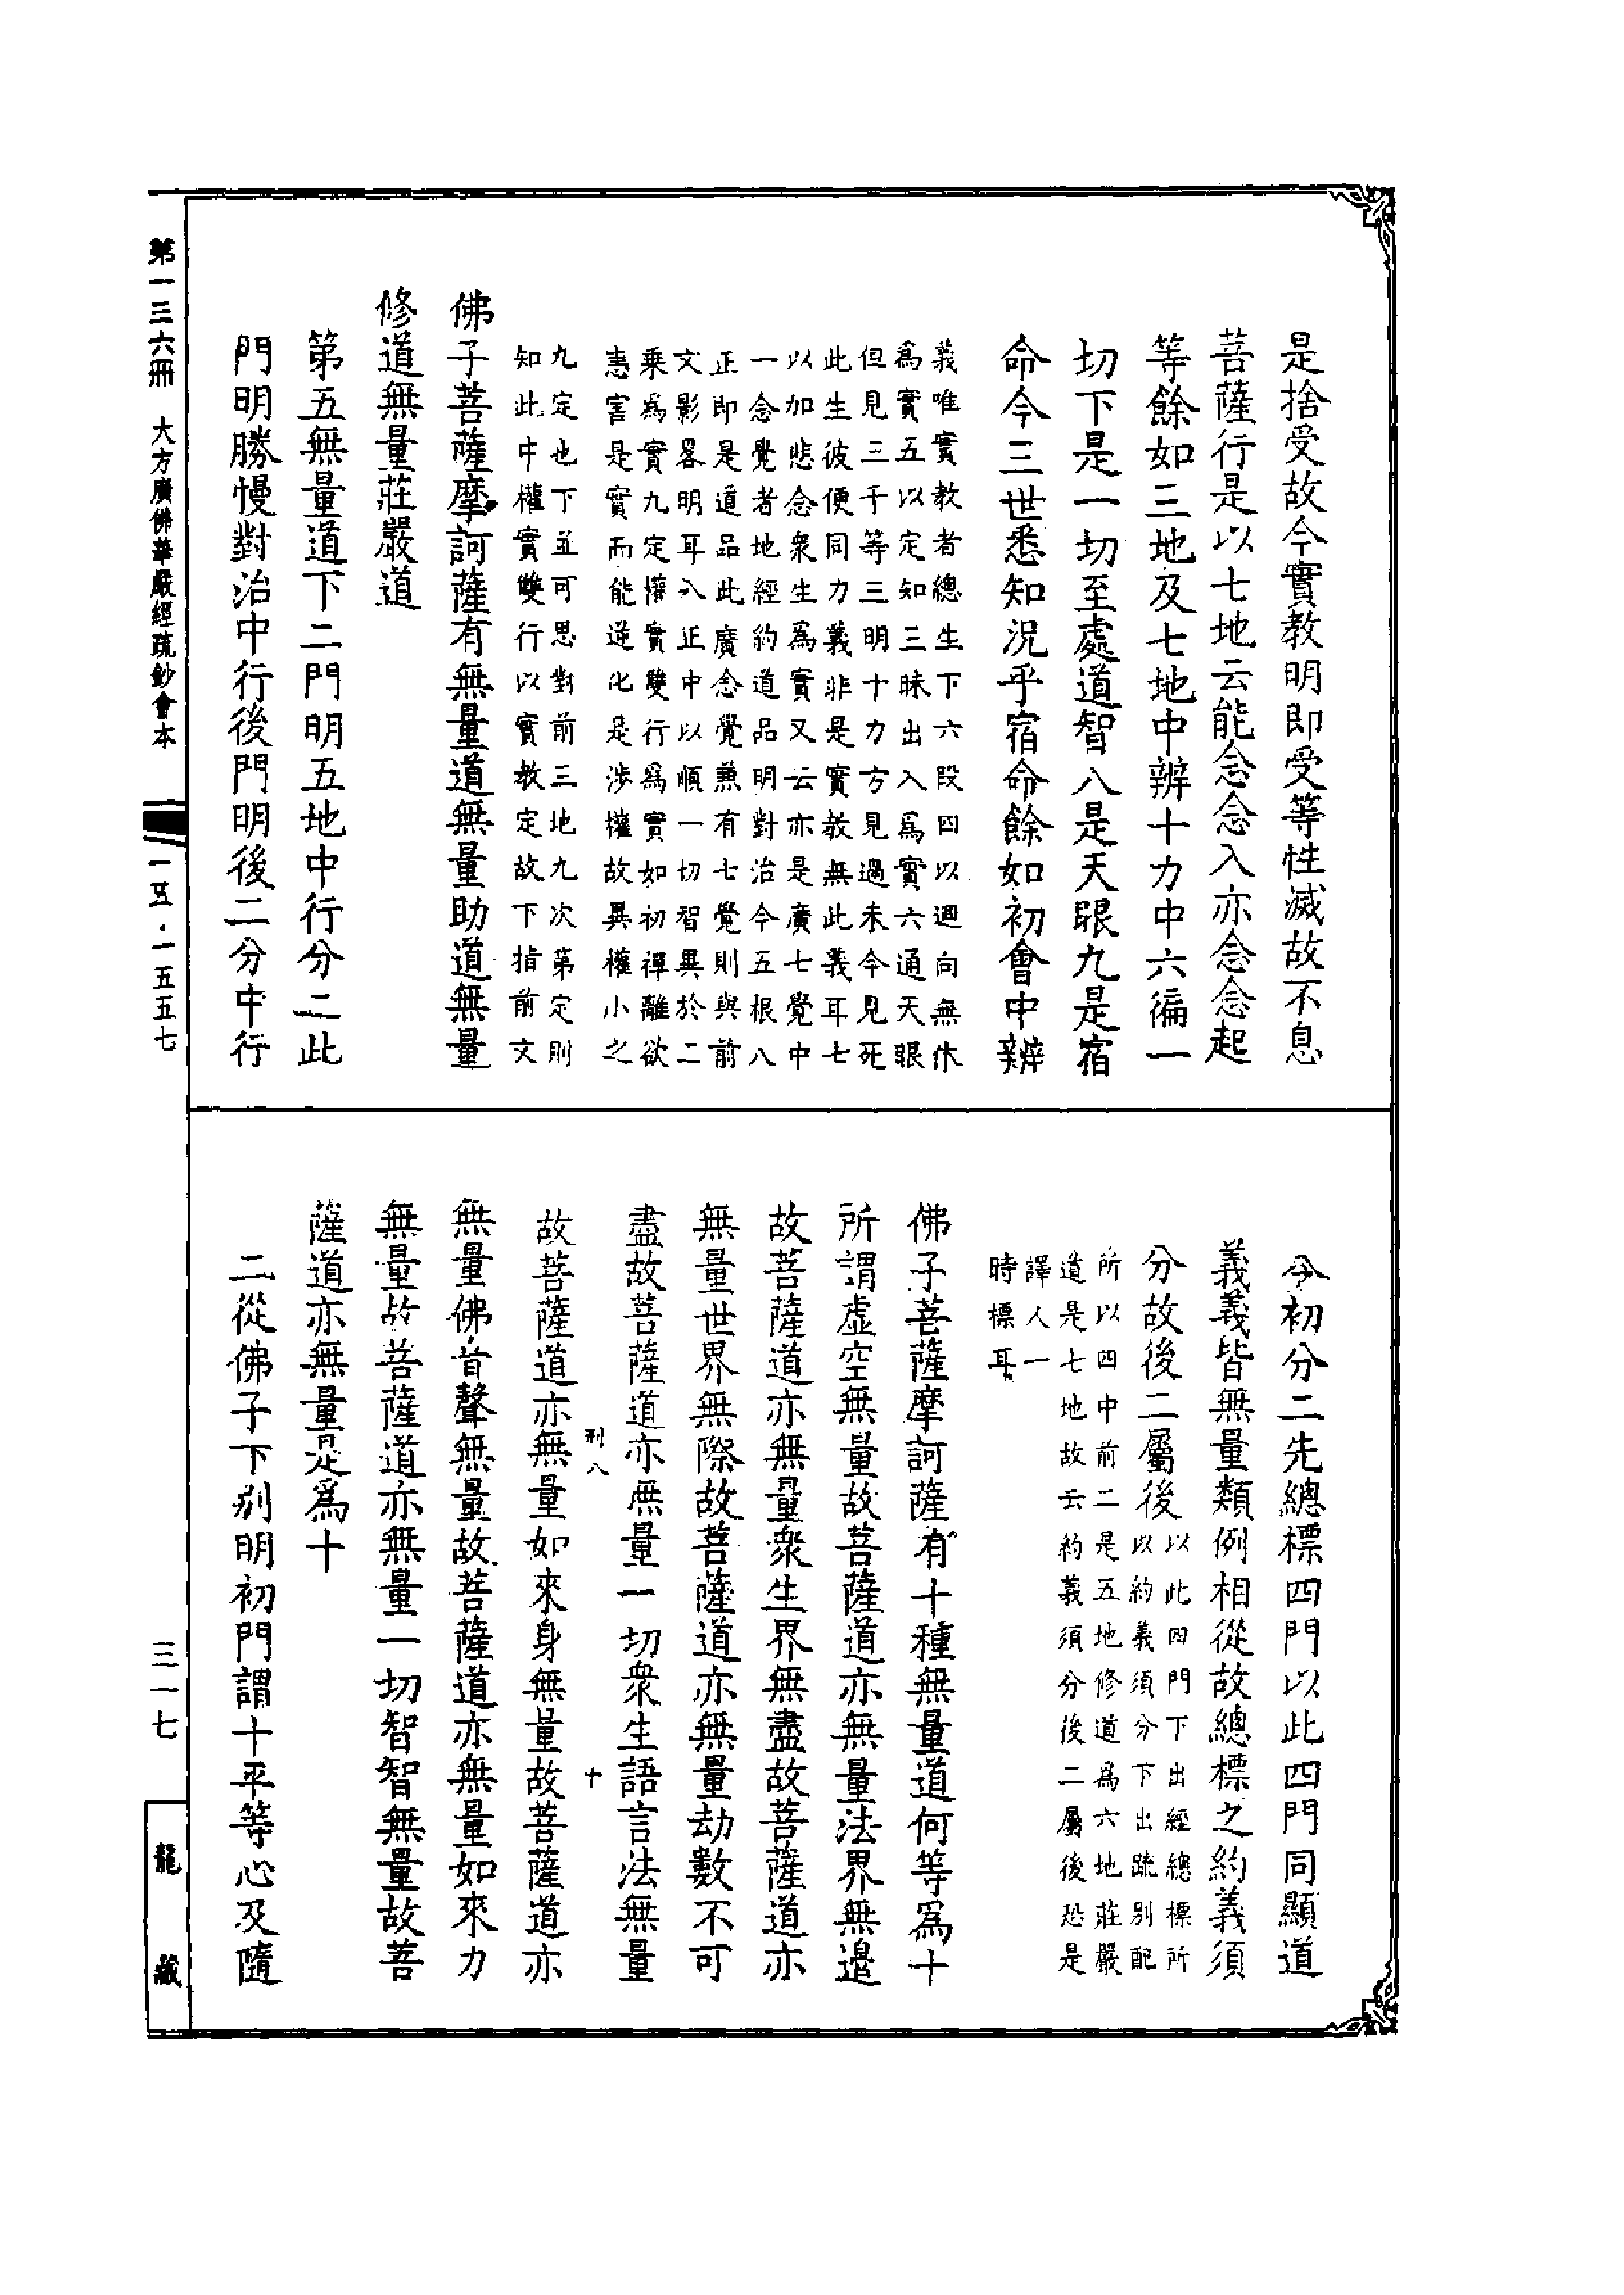 是捨受故今實教明即受等性滅故不息
菩薩行是以七地云能念念入亦念念起
等餘如三地及七地中辨十力中六徧一
切下是一切至處道智八是天眼九是宿
命今三世悉知況乎宿命餘如初會中辨
義唯實教者總生下六段四以迴向無休
為實五以定知三昧出入為實六通天眼
但見三千等三明十力方見過未今見死
此生彼便同力義非是實教無此義耳七
以加悲念衆生為實又云亦是廣七覺中
一念覺者地經約道品明對治今五根八
正即是道品此廣念覺兼有七覺則與前
文影畧明耳八正中以順一切智異於二
乘為實九定權實雙行為實如初禪離欲
恚害是實而能逆化是涉權故異權小之
九定也下並可思對前三地九次第定則
知此中權實雙行以實教定故下指前文
佛子菩薩摩訶薩有無量道無量助道無量
修道無量莊嚴道
第五無量道下二門明五地中行分二此
門明勝慢對治中行後門明後二分中行
今初分二先總標四門以此四門同顯道
義義皆無量類例相從故總標之約義須
分故後二屬後
以此四門下出經總標所
以約義須分下出疏別配
所以四中前二是五地修道為六地莊嚴
道是七地故云約義須分後二屬後恐是
譯人一
時標耳
佛子菩薩摩訶薩有十種無量道何等為十
所謂虛空無量故菩薩道亦無量法界無邊
故菩薩道亦無量衆生界無盡故菩薩道亦
無量世界無際故菩薩道亦無量劫數不可
盡故菩薩道亦無量一切衆生語言法無量
刑八
十
故菩薩道亦無量如來身無量故菩薩道亦
無量佛音聲無量故菩薩道亦無量如來力
無量故菩薩道亦無量一切智智無量故菩
薩道亦無量是為十
二從佛子下別明初門謂十平等心及隨
第一三六冊 大方廣佛華嚴經疏鈔會本 一五·一五五七
三一七
龍藏